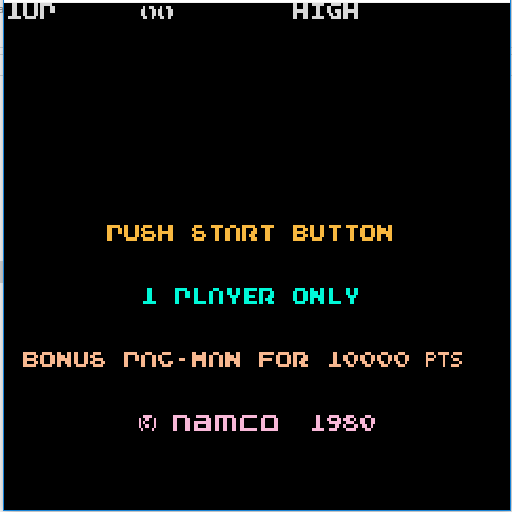 1UP 00 HIGH
PUSH START BUTTON
1 PLAYER ONLY
BONUS PAC-MAN FOR 10000 PTS
© namco 1980